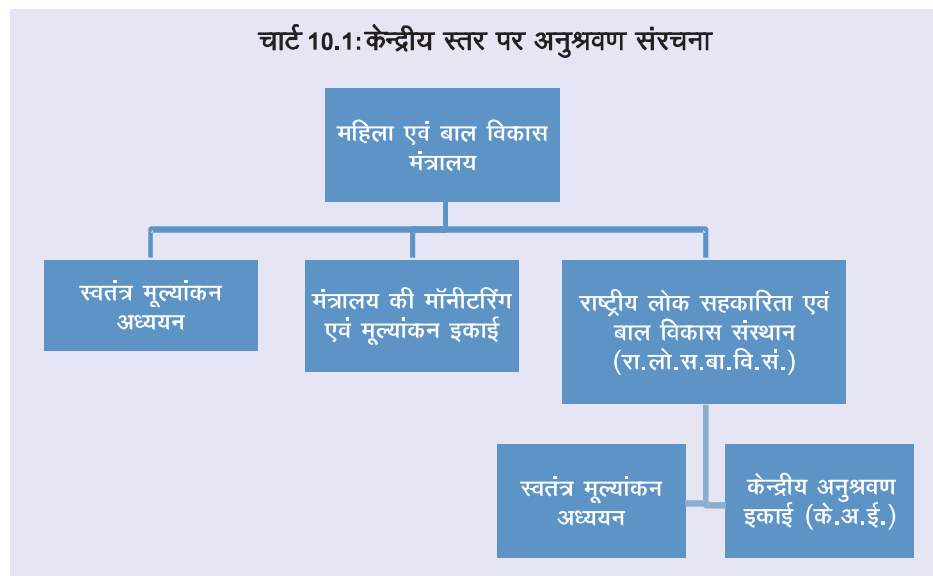 चार्ट 10.1: केन्द्रीय स्तर पर अनुश्रवण संरचना
महिला एवं बाल विकास
मंत्रालय
स्वतंत्र मूल्यांकन
अध्ययन
मंत्रालय की मॉनीटरिंग
एवं मूल्यांकन इकाई
राष्ट्रीय लोक सहकारिता एवं
बाल विकास संस्थान
(रा.लो.स.बा.वि.सं.)
स्वतंत्र मूल्यांकन
अध्ययन
केन्द्रीय अनुश्रवण
इकाई (के.अ.ई.)